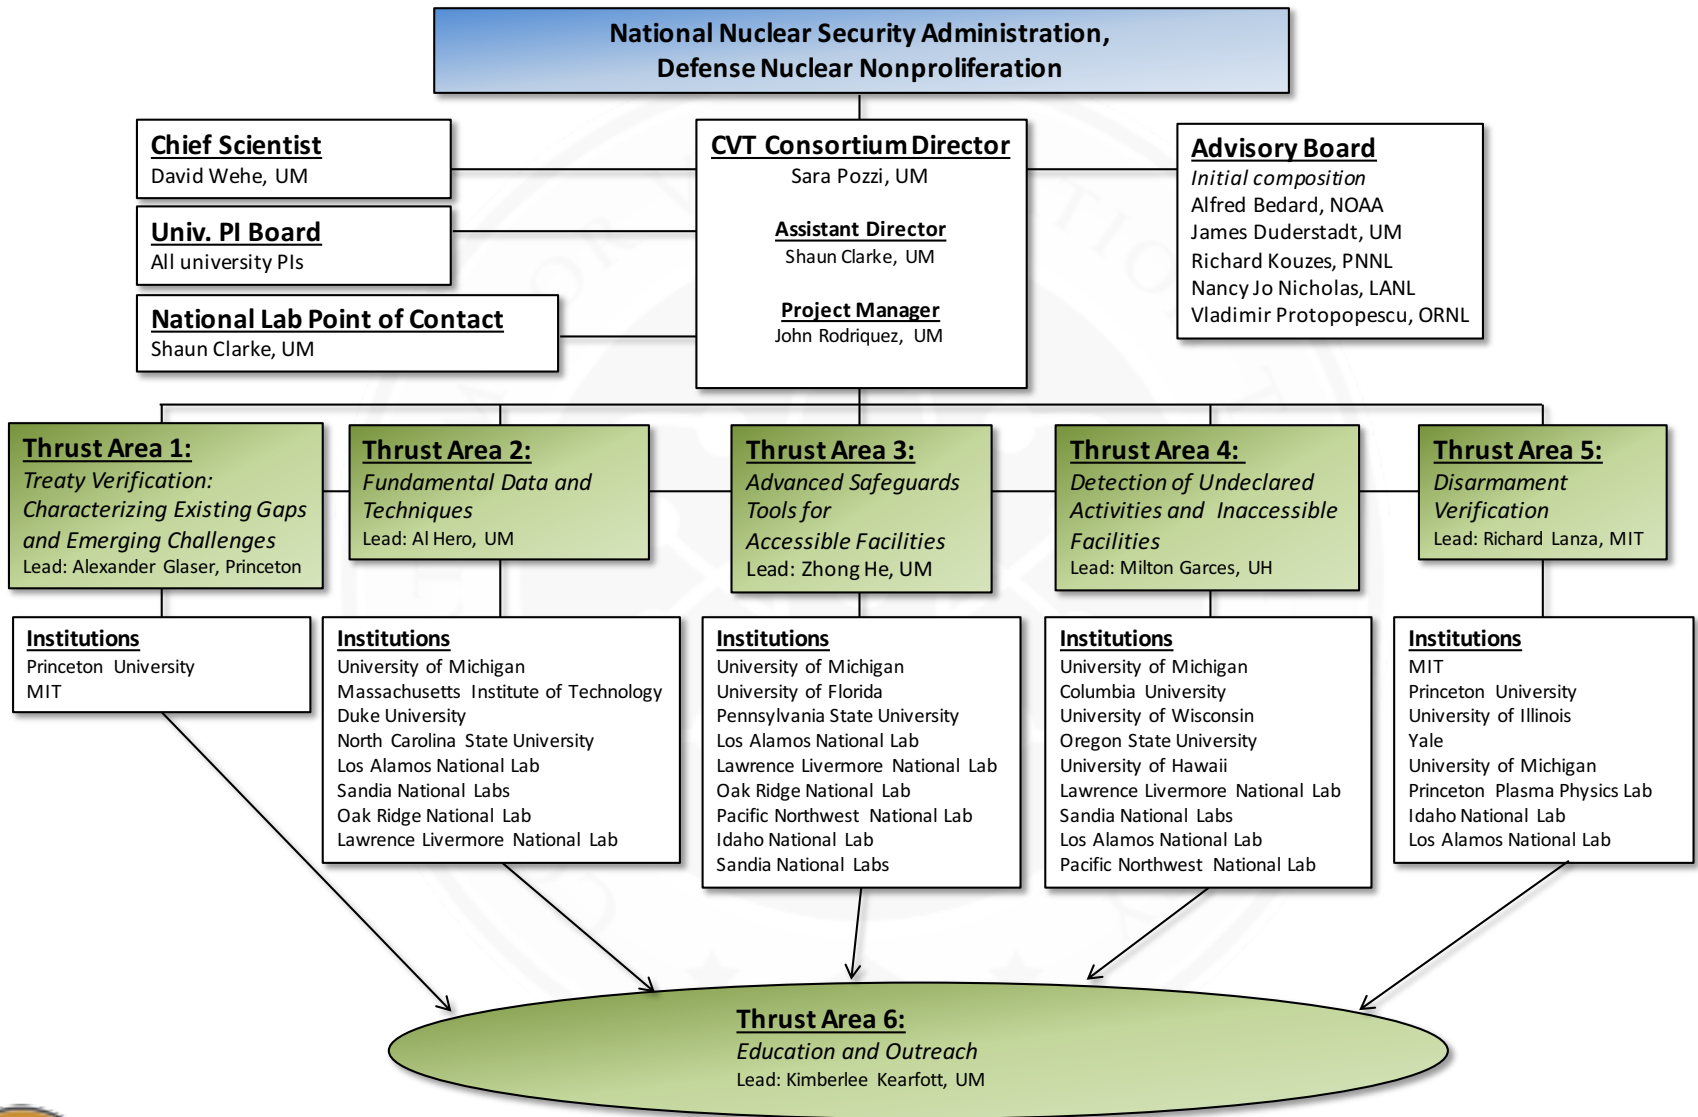 National Nuclear Security Administration,
Defense Nuclear Nonproliferation
Chief Scientist
David Wehe, UM
Univ. PI Board
All university PIs
National Lab Point of Contact
Shaun Clarke, UM
CVT Consortium Director
Sara Pozzi, UM
Assistant Director
Shaun Clarke, UM
Project Manager
John Rodriquez, UM
Advisory Board
Initial composition
Alfred Bedard, NOAA
James Duderstadt, UM
Richard Kouzes, PNNL
Nancy Jo Nicholas, LANL
Vladimir Protopopescu, ORNL
Thrust Area 1:
Treaty Verification:
Characterizing Existing Gaps
and Emerging Challenges
Lead: Alexander Glaser, Princeton
Thrust Area 2:
Fundamental Data and
Techniques
Lead: Al Hero, UM
Thrust Area 3:
Advanced Safeguards
Tools for
Accessible Facilities
Lead: Zhong He, UM
Thrust Area 4:
Detection of Undeclared
Activities and Inaccessible
Facilities
Lead: Milton Garces, UH
Thrust Area 5:
Disarmament
Verification
Lead: Richard Lanza, MIT
Institutions
Princeton University
MIT
Institutions
University of Michigan
Massachusetts Institute of Technology
Duke University
North Carolina State University
Los Alamos National Lab
Sandia National Labs
Oak Ridge National Lab
Lawrence Livermore National Lab
Institutions
University of Michigan
University of Florida
Pennsylvania State University
Los Alamos National Lab
Lawrence Livermore National Lab
Oak Ridge National Lab
Pacific Northwest National Lab
Idaho National Lab
Sandia National Labs
Institutions
University of Michigan
Columbia University
University of Wisconsin
Oregon State University
University of Hawaii
Lawrence Livermore National Lab
Sandia National Labs
Los Alamos National Lab
Pacific Northwest National Lab
Institutions
MIT
Princeton University
University of Illinois
Yale
University of Michigan
Princeton Plasma Physics Lab
Idaho National Lab
Los Alamos National Lab
Thrust Area 6:
Education and Outreach
Lead: Kimberlee Kearfott, UM